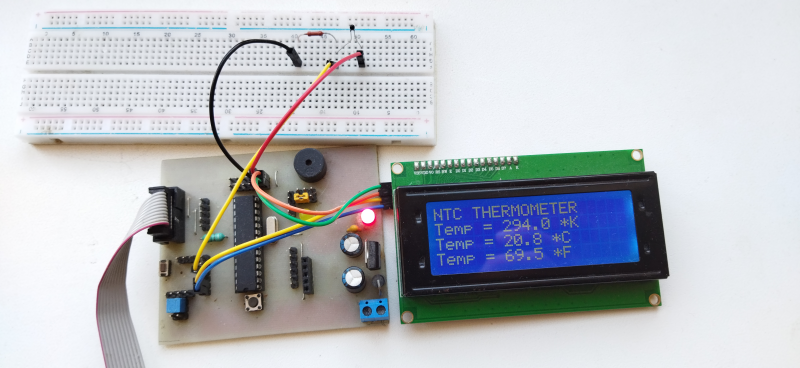 NTC THERMOMETER
Temp = 294.0 *K
Temp = 20.8 *C
Temp = 69.5 *F